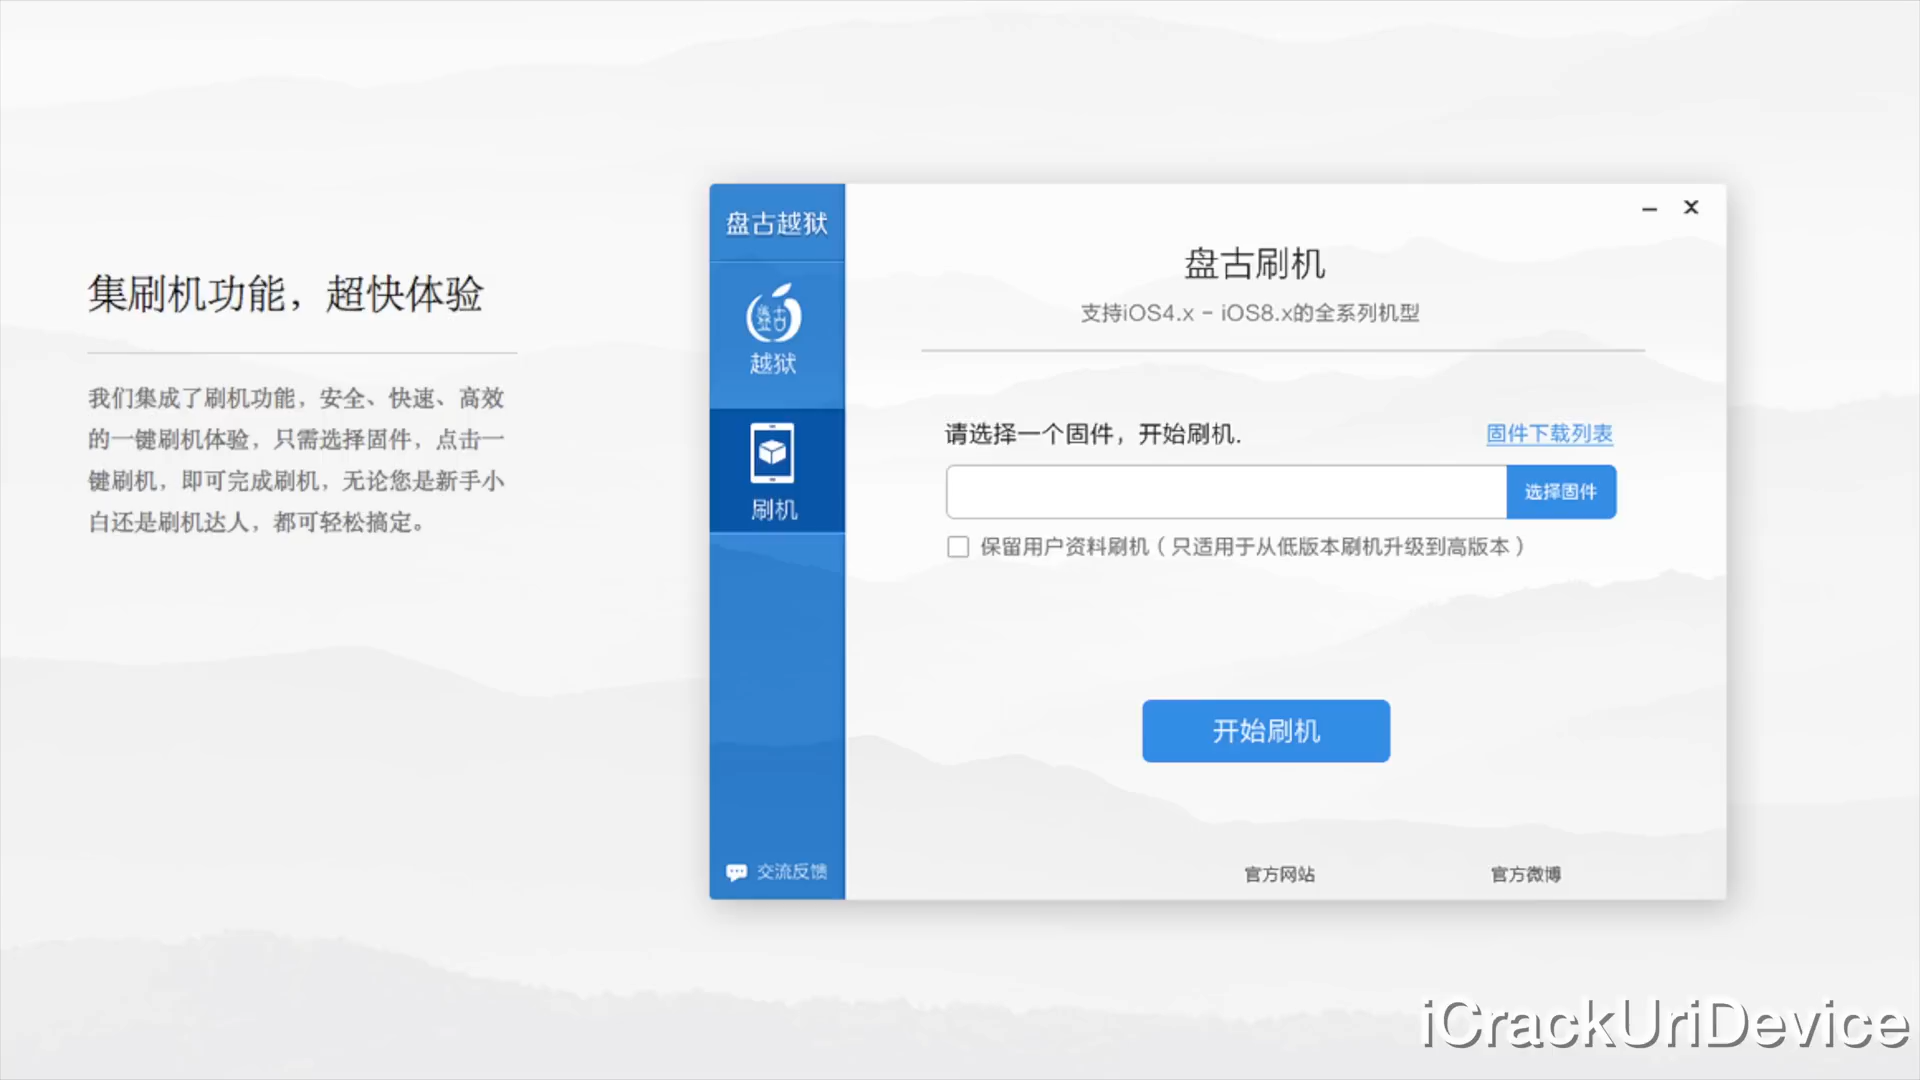 集刷机功能，超快体验
我们集成了刷机功能，安全、快速、高效
的一键刷机体验，只需选择固件，点击一
键刷机，即可完成刷机，无论您是新手小
白还是刷机达人，都可轻松搞定。
盘古越狱
盤古
越狱
刷机
交流反馈
盘古刷机
支持iOS4.x - iOS8.x的全系列机型
请选择一个固件，开始刷机.
固件下载列表
选择固件
保留用户资料刷机（只适用于从低版本刷机升级到高版本）
开始刷机
官方网站
官方微博
iCrackUriDevice